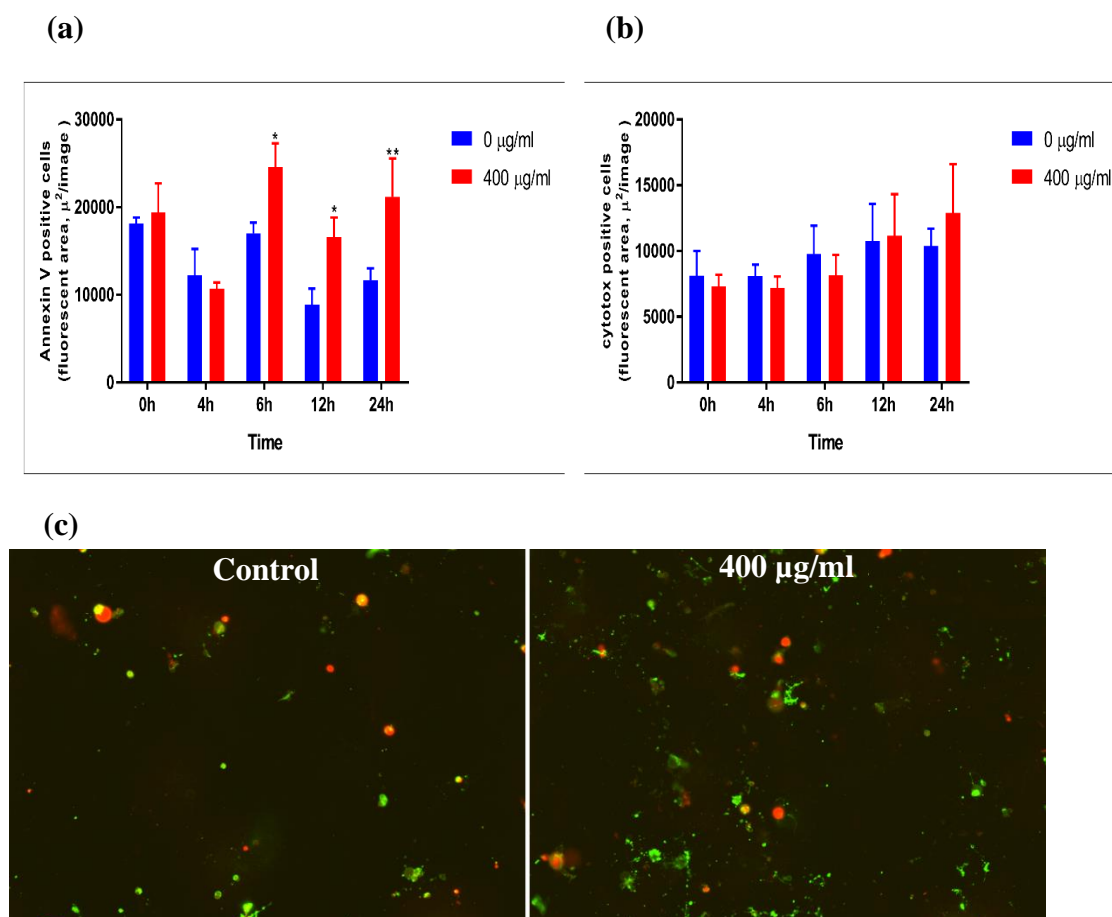 (a)
30000
20000
10000
0
Annexin V positive cells
(fluorescent area, μ²/image )
0h 4h 6h 12h 24h
Time
* * **
0 μg/ml
400 μg/ml
(b)
20000
15000
10000
5000
0
cytotox positive cells
(fluorescent area, μ²/image )
0h 4h 6h 12h 24h
Time
0 μg/ml
400 μg/ml
(c)
Control
400 μg/ml